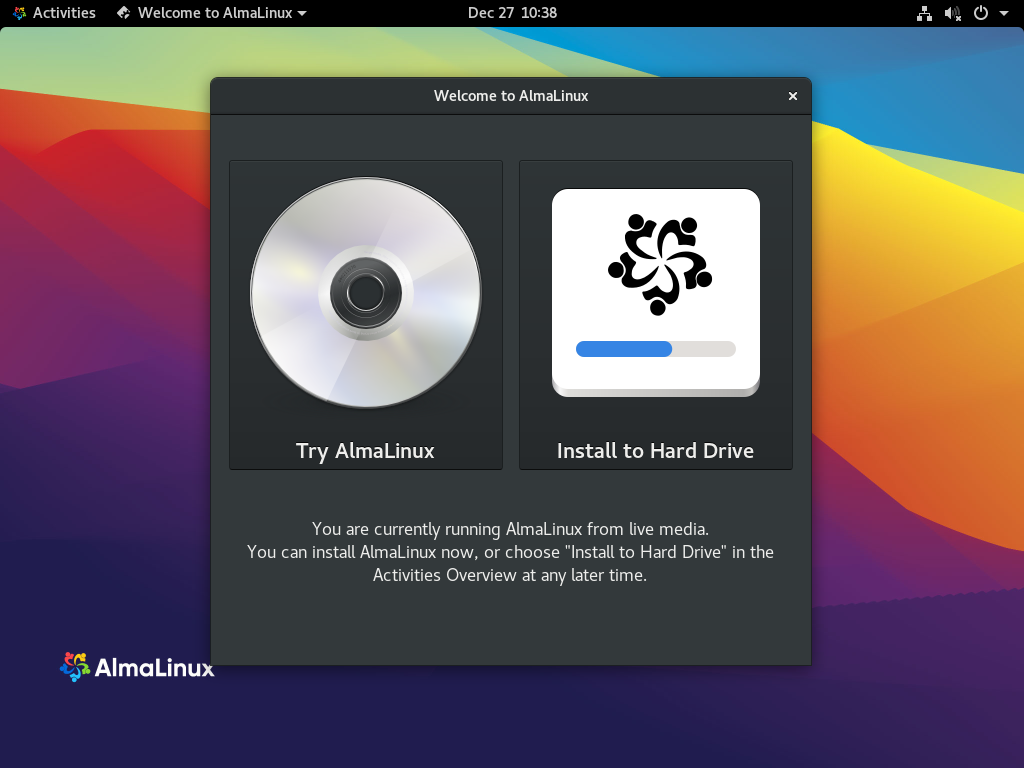 Activities
Welcome to AlmaLinux
Dec 27 10:38
Welcome to AlmaLinux
Try AlmaLinux
Install to Hard Drive
You are currently running AlmaLinux from live media.
You can install AlmaLinux now, or choose "Install to Hard Drive" in the
Activities Overview at any later time.
AlmaLinux